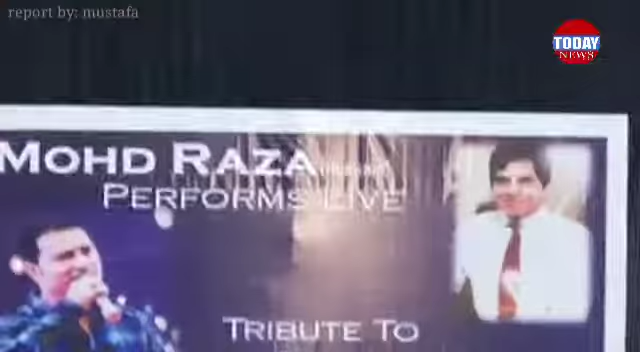 report by: mustafa
TODAY
NEWS
MOHD RAZA
PERFORMS LIVE
TRIBUTE TO